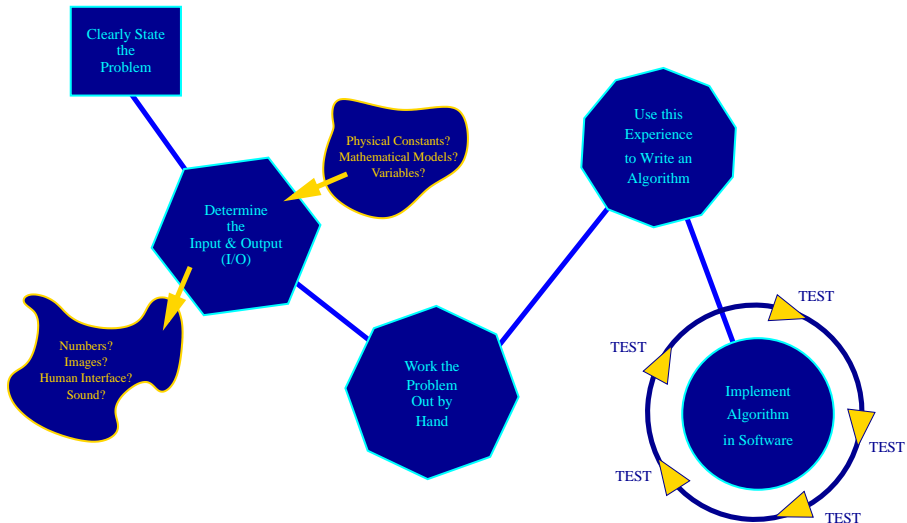 Clearly State
the
Problem
Physical Constants?
Mathematical Models?
Variables?
Determine
the
Input & Output
(I/O)
Numbers?
Images?
Human Interface?
Sound?
Work the
Problem
Out by
Hand
Use this
Experience
to Write an
Algorithm
Implement
Algorithm
in Software
TEST
TEST
TEST
TEST
TEST